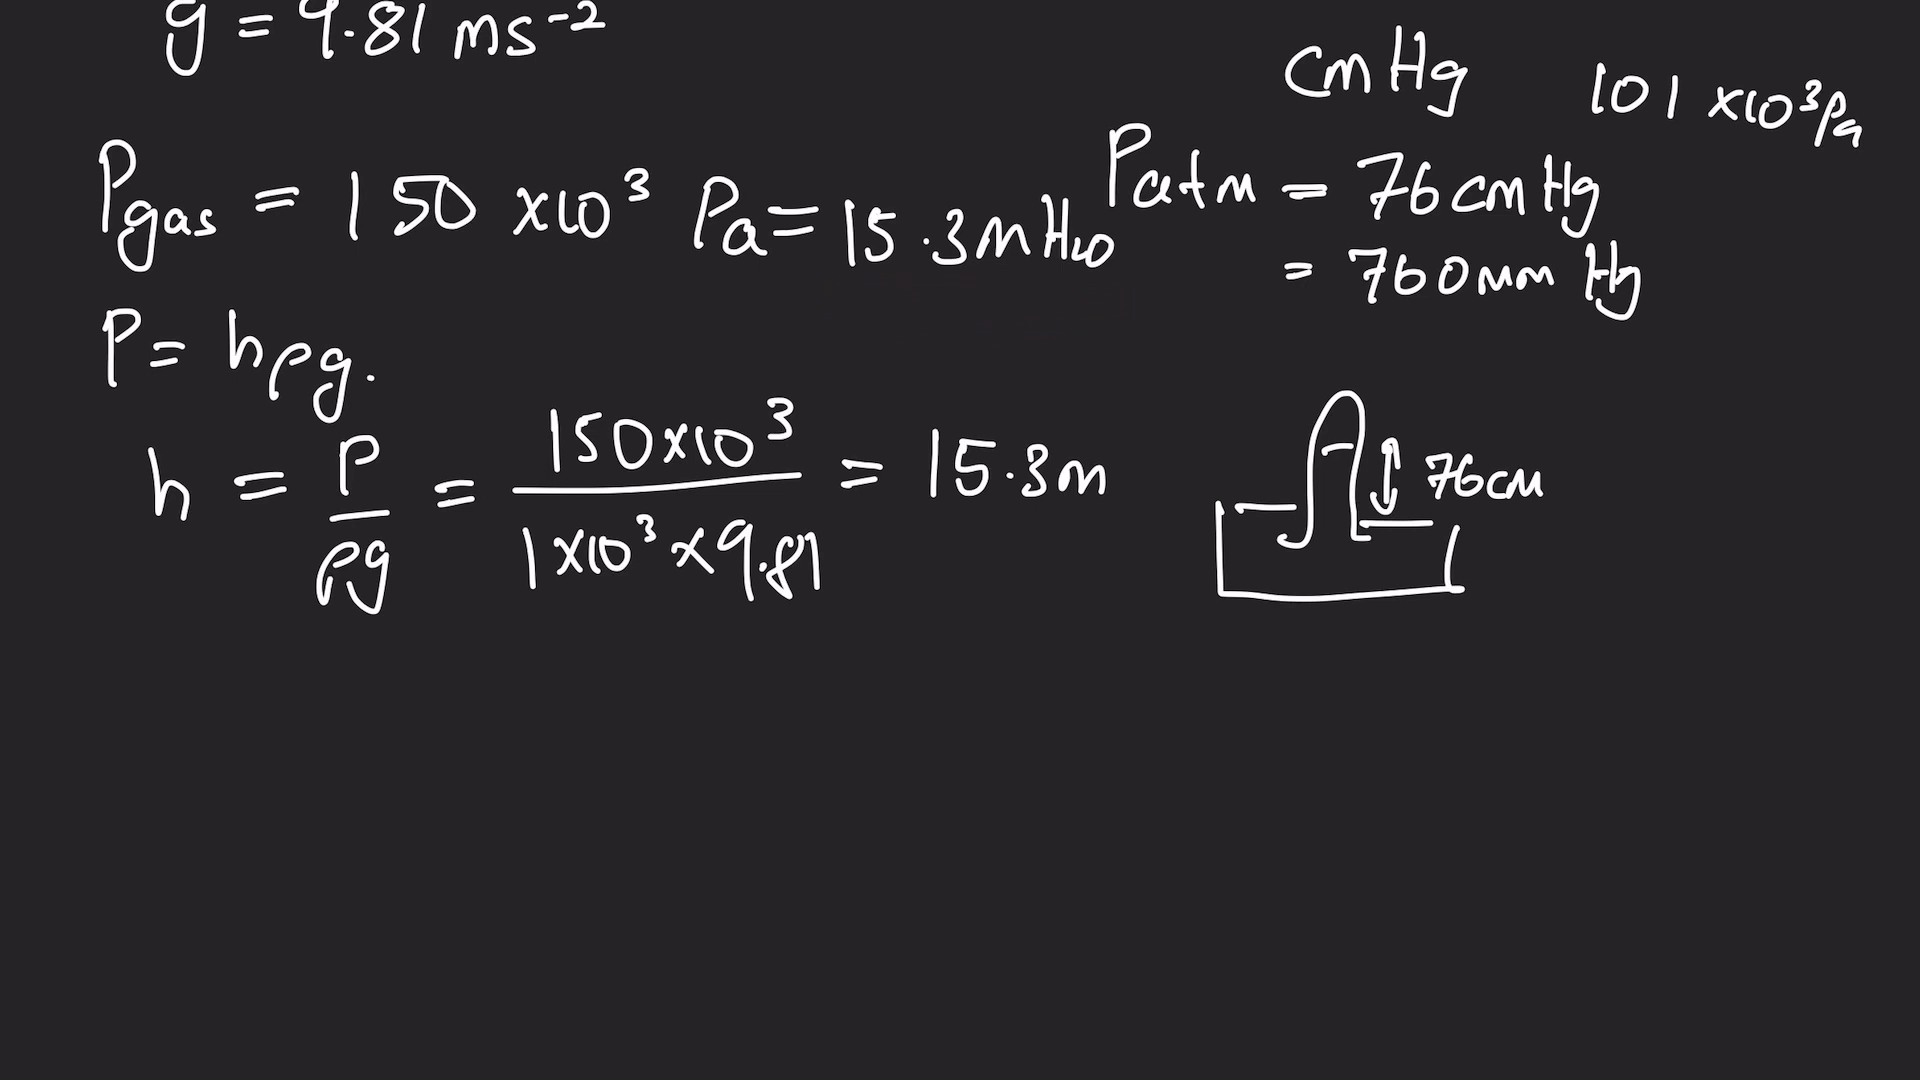 g = 9.81 ms⁻²
cm Hg 101 x10³ Pa
Pgas = 150 x10³ Pa = 15.3 m H₂O
Patm = 76 cm Hg
= 760 mm Hg
P = hρg.
h = P/ρg = 150x10³ / 1x10³ x 9.81 = 15.3 m
76 cm